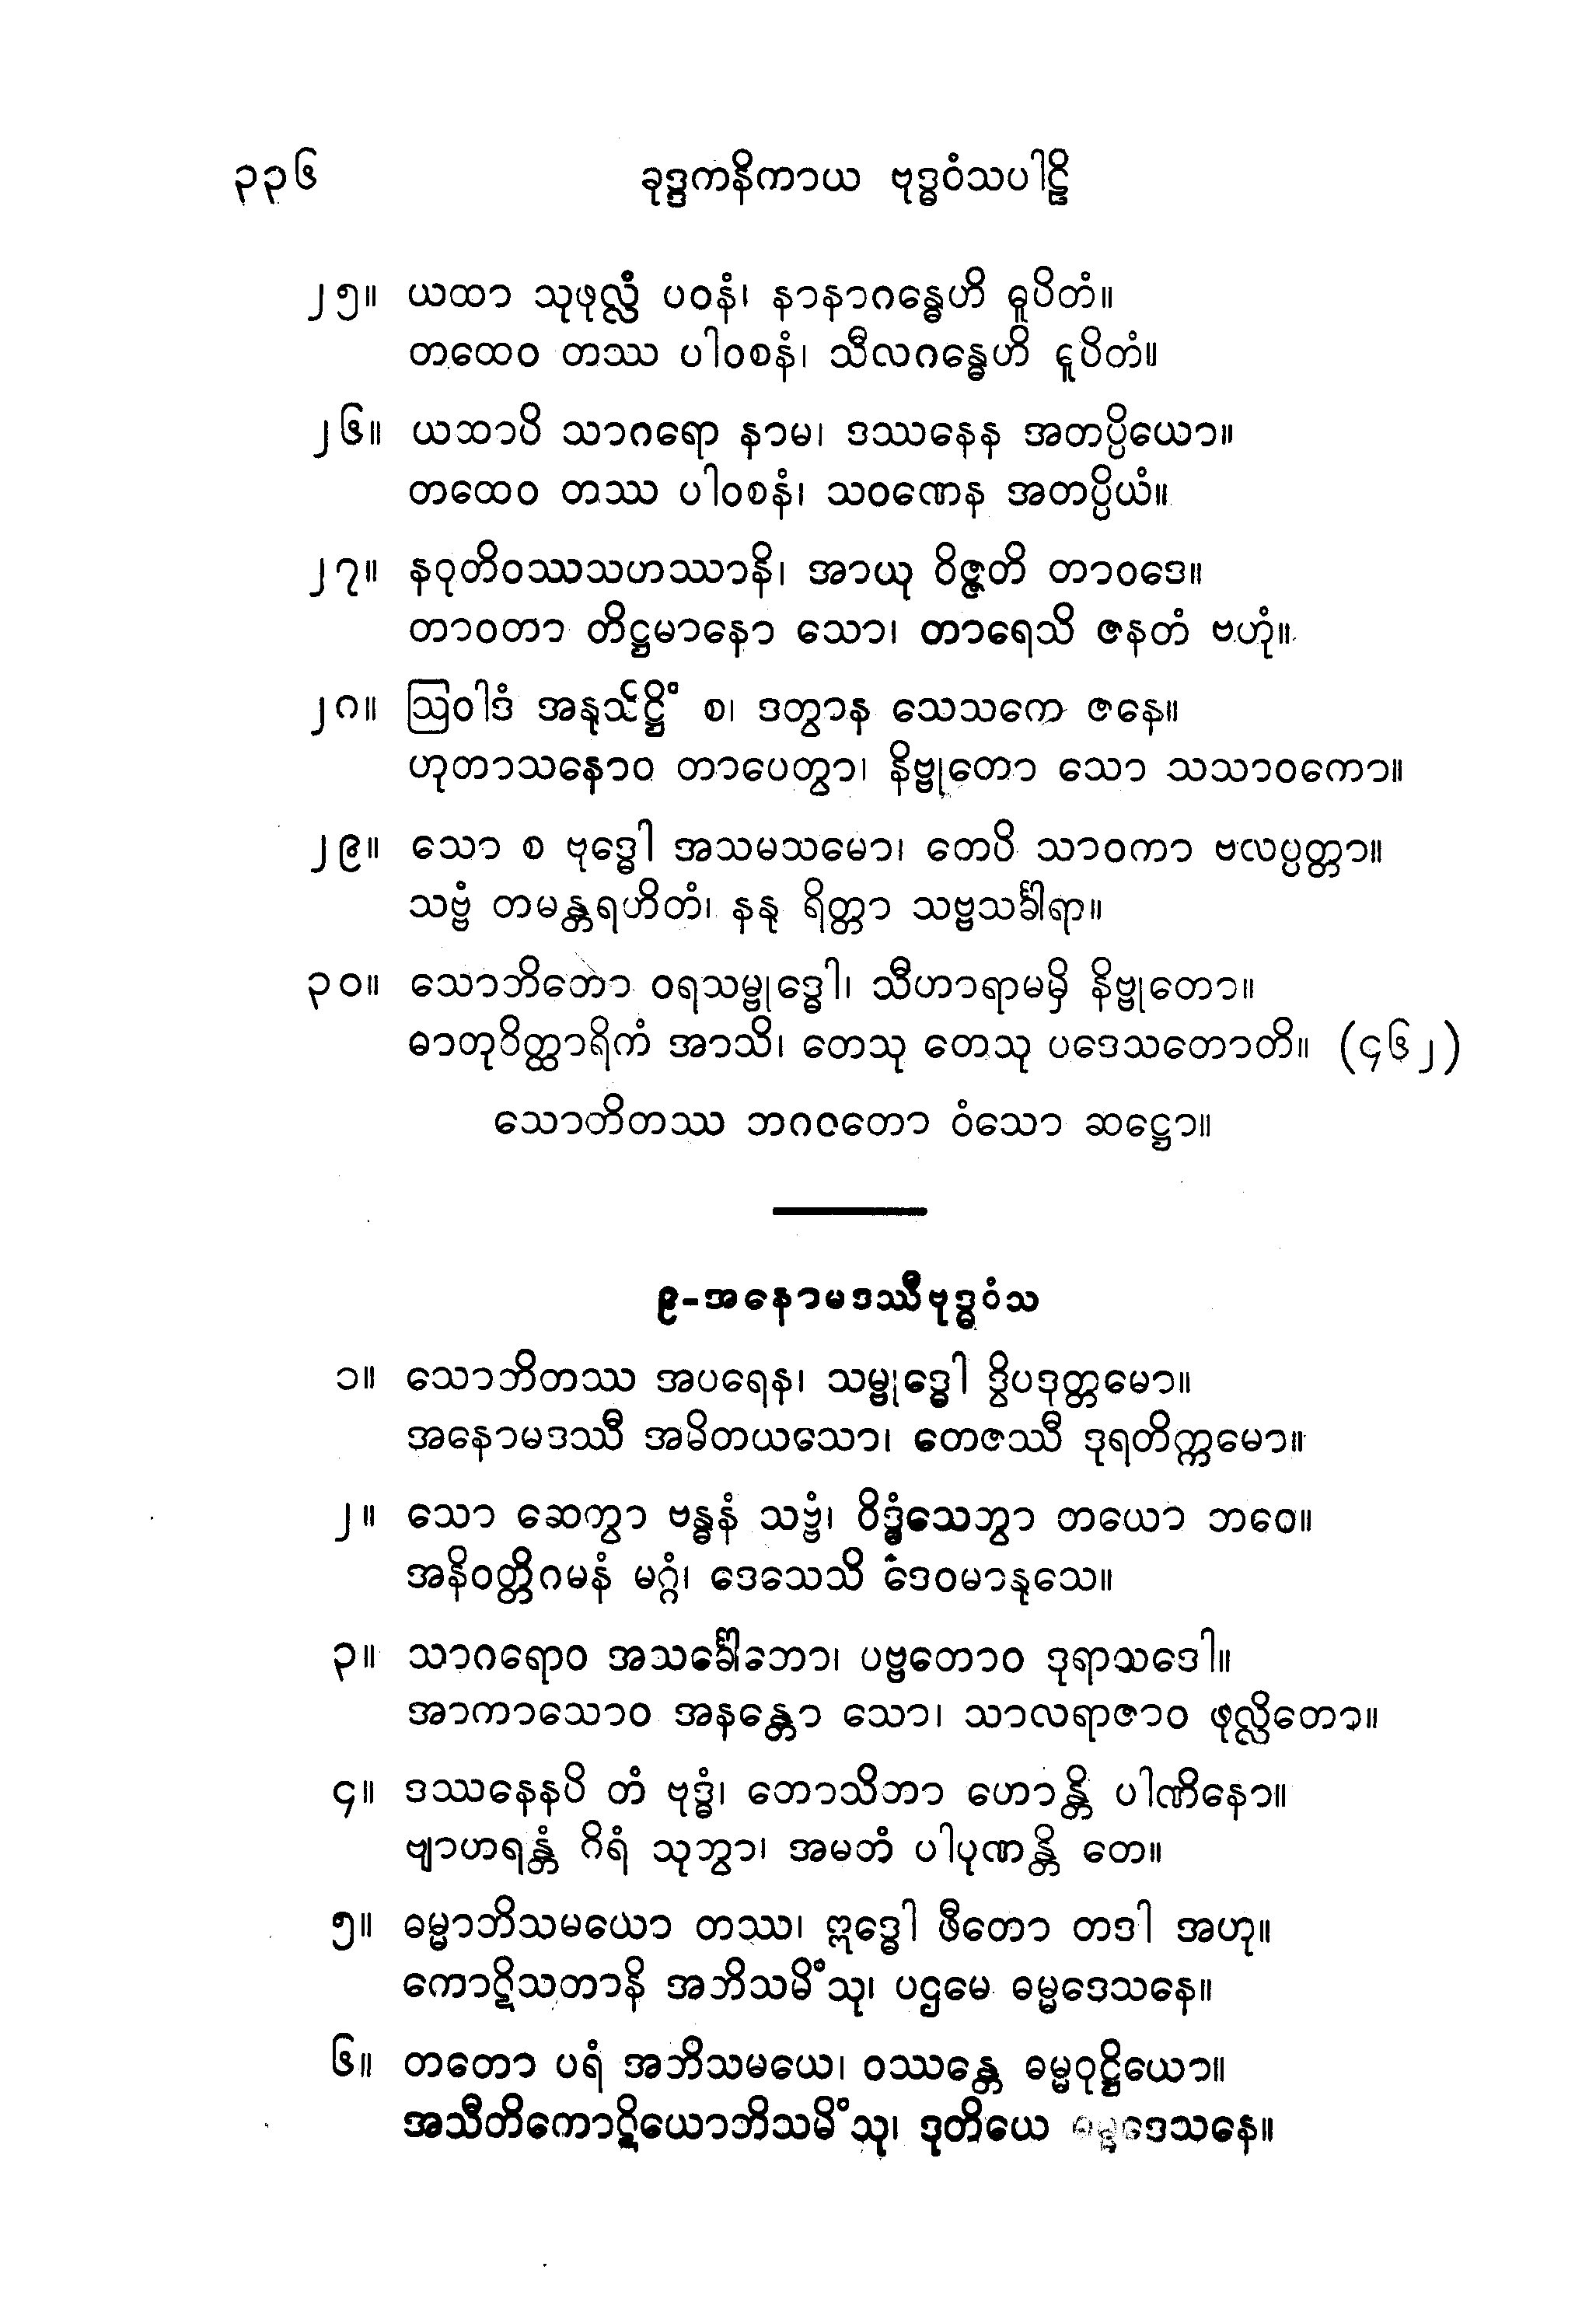 ၃၃၆ ခုဒ္ဒကနိကာယ ဗုဒ္ဓဝံသပါဠိ
၂၅။ ယထာ သုဖုလ္လံ ပဝနံ၊ နာနာဂန္ဓေဟိ ဓူပိတံ။
တထေဝ တဿ ပါဝစနံ၊ သီလဂန္ဓေဟိ ဓူပိတံ။
၂၆။ ယထာပိ သာဂရော နာမ၊ ဒဿနေန အတပ္ပိယော။
တထေဝ တဿ ပါဝစနံ၊ သဝဏေန အတပ္ပိယံ။
၂၇။ နဝုတိဝဿသဟဿာနိ၊ အာယု ဝိဇ္ဇတိ တာဝဒေ။
တာဝတာ တိဋ္ဌမာနော သော၊ တာရေသိ ဇနတံ ဗဟုံ။
၂၈။ ဩဝါဒံ အနုသိဋ္ဌိံ စ၊ ဒတွာန သေသကေ ဇနေ။
ဟုတာသနောဝ တာပေတွာ၊ နိဗ္ဗုတော သော သသာဝကော။
၂၉။ သော စ ဗုဒ္ဓေါ အသမသမော၊ တေပိ သာဝကာ ဗလပ္ပတ္တာ။
သဗ္ဗံ တမန္တရဟိတံ၊ နနု ရိတ္တာ သဗ္ဗသင်္ခါရာ။
၃၀။ သောဘိတော ဝရသမ္ဗုဒ္ဓေါ၊ သီဟာရာမမှိ နိဗ္ဗုတော။
ဓာတုဝိတ္ထာရိကံ အာသိ၊ တေသု တေသု ပဒေသတောတိ။ (၄၆၂)
သောဘိတဿ ဘဂဝတော ဝံသော ဆဋ္ဌော။
၉-အနောမဒဿီဗုဒ္ဓဝံသ
၁။ သောဘိတဿ အပရေန၊ သမ္ဗုဒ္ဓေါ ဒွိပဒုတ္တမော။
အနောမဒဿီ အမိတယသော၊ တေဇဿီ ဒုရတိက္ကမော။
၂။ သော ဆေတွာ ဗန္ဓနံ သဗ္ဗံ၊ ဝိဒ္ဓံသေတွာ တယော ဘဝေ။
အနိဝတ္တိဂမနံ မဂ္ဂံ၊ ဒေသေသိ ဒေဝမာနုသေ။
၃။ သာဂရောဝ အသင်္ခေါဘော၊ ပဗ္ဗတောဝ ဒုရာသဒေါ။
အာကာသောဝ အနန္တော သော၊ သာလရာဇာဝ ဖုလ္လိတော။
၄။ ဒဿနေနပိ တံ ဗုဒ္ဓံ၊ တောသိတာ ဟောန္တိ ပါဏိနော။
ဗျာဟရန္တံ ဂိရံ သုတွာ၊ အမတံ ပါပုဏန္တိ တေ။
၅။ ဓမ္မာဘိသမယော တဿ၊ ဣဒ္ဓေါ ဖီတော တဒါ အဟု။
ကောဋိသတာနိ အဘိသမိံသု၊ ပဌမေ ဓမ္မဒေသနေ။
၆။ တတော ပရံ အဘိသမယေ၊ ဝဿန္တေ ဓမ္မဝုဋ္ဌိယော။
အသီတိကောဋိယောဘိသမိံသု၊ ဒုတိယေ ဓမ္မဒေသနေ။